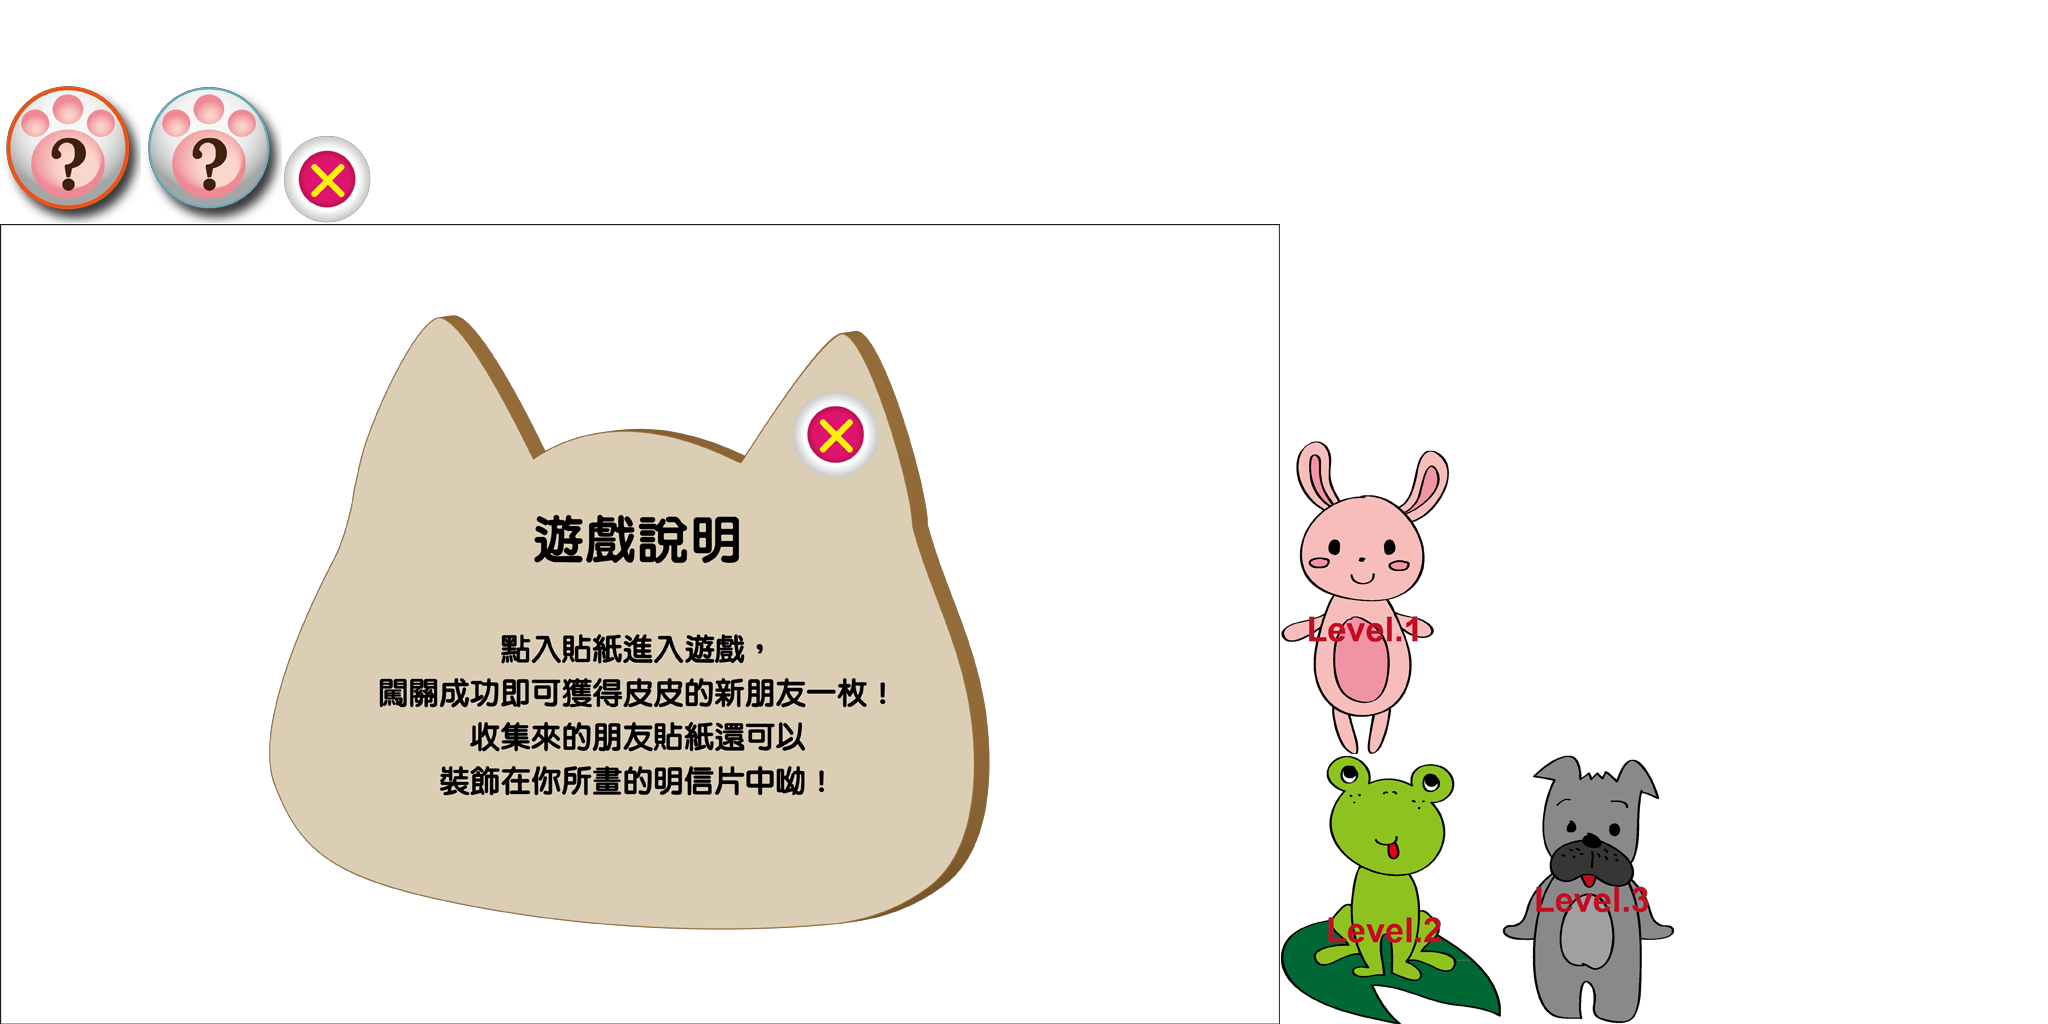 ?
?
遊戲說明
點入貼紙進入遊戲，
闖關成功即可獲得皮皮的新朋友一枚！
收集來的朋友貼紙還可以
裝飾在你所畫的明信片中呦！
Level.1
Level.2
Level.3